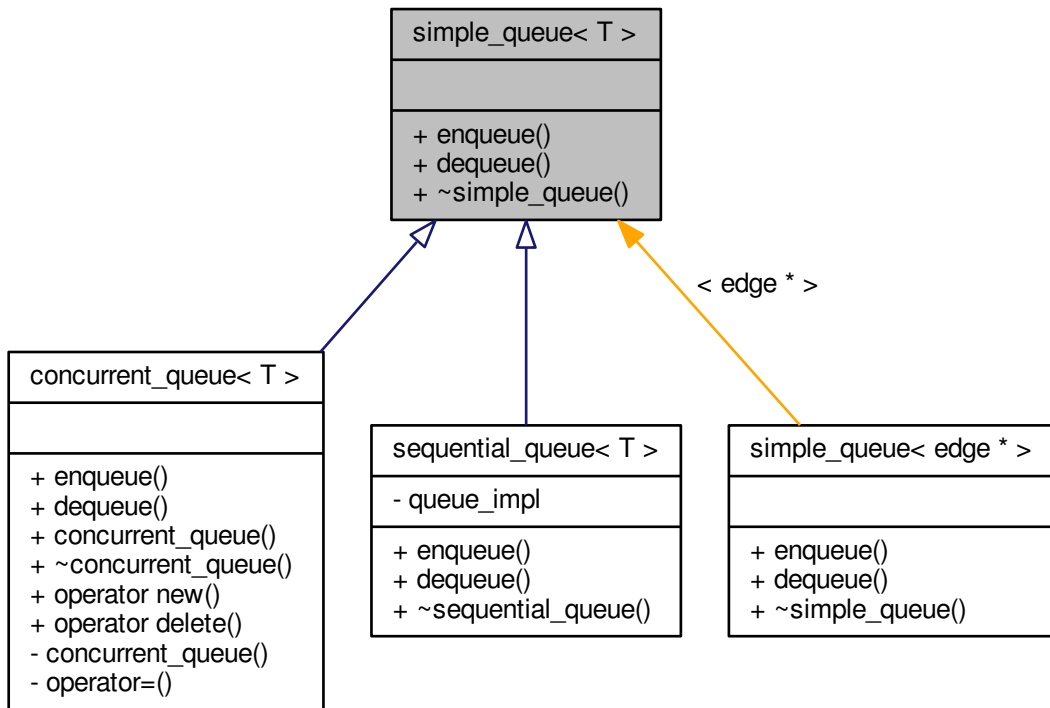 simple_queue< T >
+ enqueue()
+ dequeue()
+ ~simple_queue()
< edge * >
concurrent_queue< T >
+ enqueue()
+ dequeue()
+ concurrent_queue()
+ ~concurrent_queue()
+ operator new()
+ operator delete()
- concurrent_queue()
- operator=()
sequential_queue< T >
- queue_impl
+ enqueue()
+ dequeue()
+ ~sequential_queue()
simple_queue< edge * >
+ enqueue()
+ dequeue()
+ ~simple_queue()